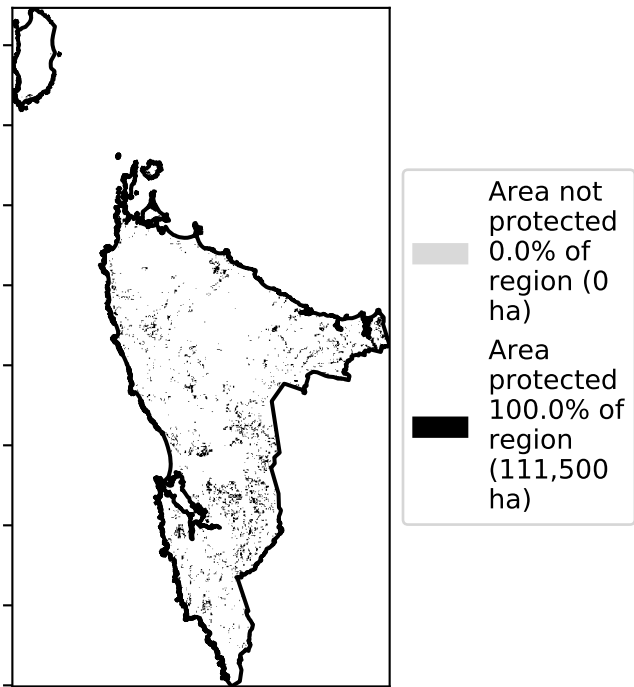 Area not
protected
0.0% of
region (0
ha)
Area
protected
100.0% of
region
(111,500
ha)